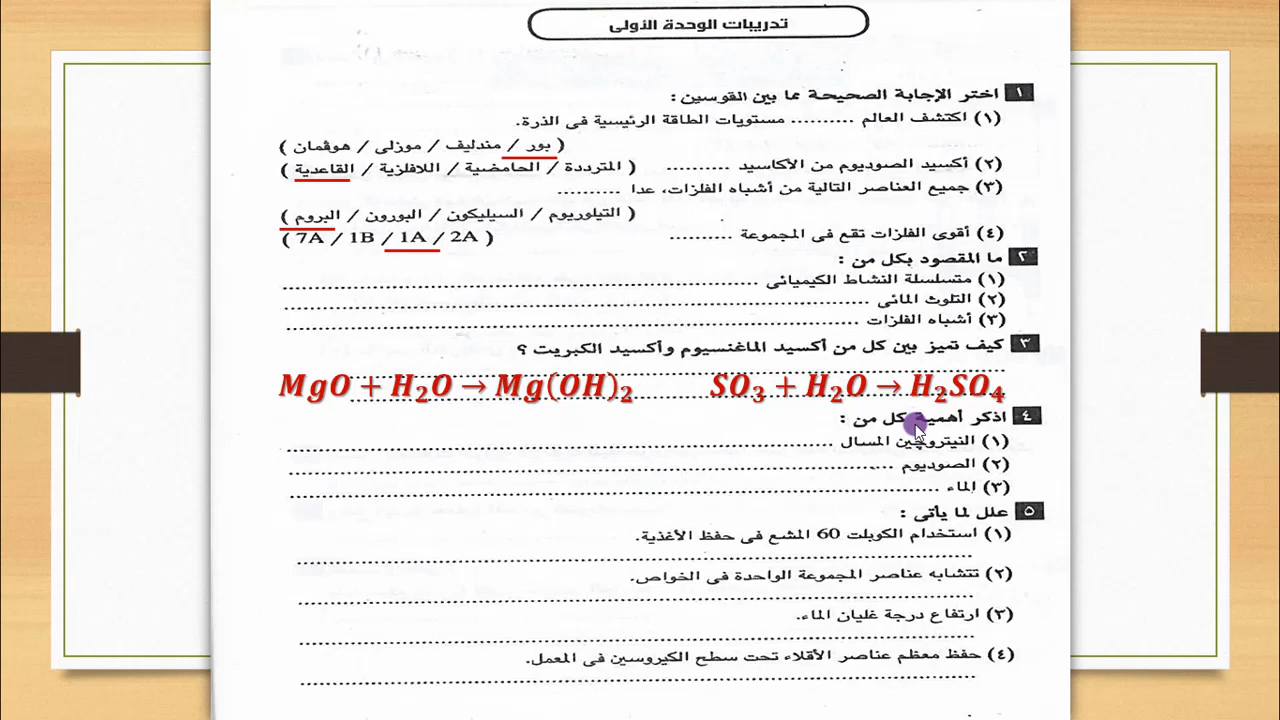 تدريبات الوحدة الأولى
١ اختر الإجابة الصحيحة مما بين القوسين :
(١) اكتشف العالم .......... مستويات الطاقة الرئيسية فى الذرة.
( بور / مندليف / موزلى / هوفمان )
(٢) أكسيد الصوديوم من الأكاسيد .......... ( المترددة / الحامضية / اللافلزية / القاعدية )
(٣) جميع العناصر التالية من أشباه الفلزات، عدا ..........
( التيلوريوم / السيليكون / البورون / البروم )
(٤) أقوى الفلزات تقع فى المجموعة .......... ( 7A / 1B / 1A / 2A )
٢ ما المقصود بكل من :
(١) متسلسلة النشاط الكيميائى ..........
(٢) التلوث المائى ..........
(٣) أشباه الفلزات ..........
٣ كيف تميز بين كل من أكسيد الماغنسيوم وأكسيد الكبريت ؟
MgO + H₂O → Mg(OH)₂ SO₃ + H₂O → H₂SO₄
٤ اذكر أهمية كل من :
(١) النيتروچين المسال ..........
(٢) الصوديوم ..........
(٣) الماء ..........
٥ علل لما يأتى :
(١) استخدام الكوبلت 60 المشع فى حفظ الأغذية.
(٢) تتشابه عناصر المجموعة الواحدة فى الخواص.
(٣) ارتفاع درجة غليان الماء.
(٤) حفظ معظم عناصر الأقلاء تحت سطح الكيروسين فى المعمل.